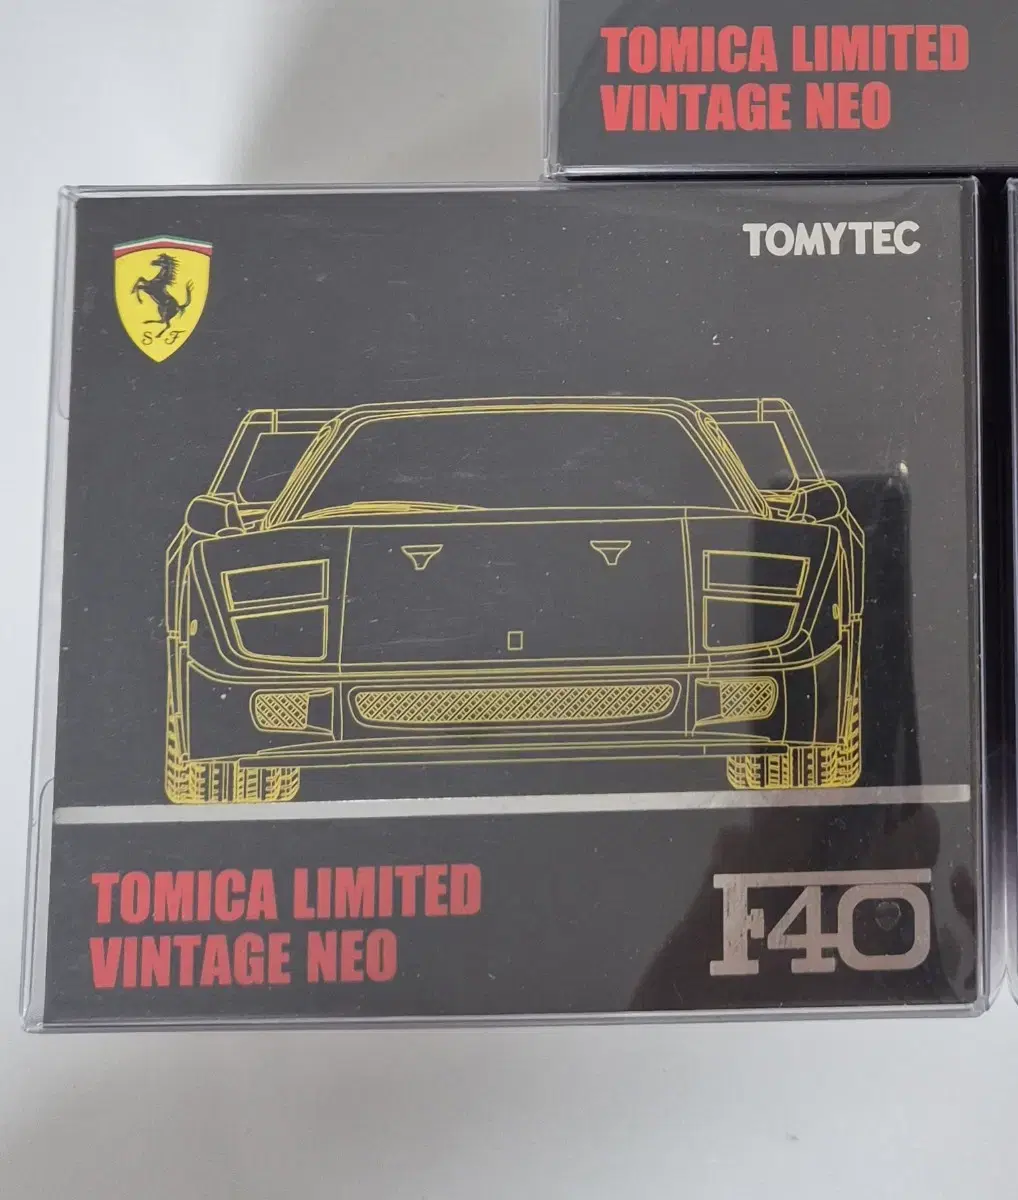 TOMICA LIMITED
VINTAGE NEO
TOMYTEC
S F
TOMICA LIMITED
VINTAGE NEO
F40